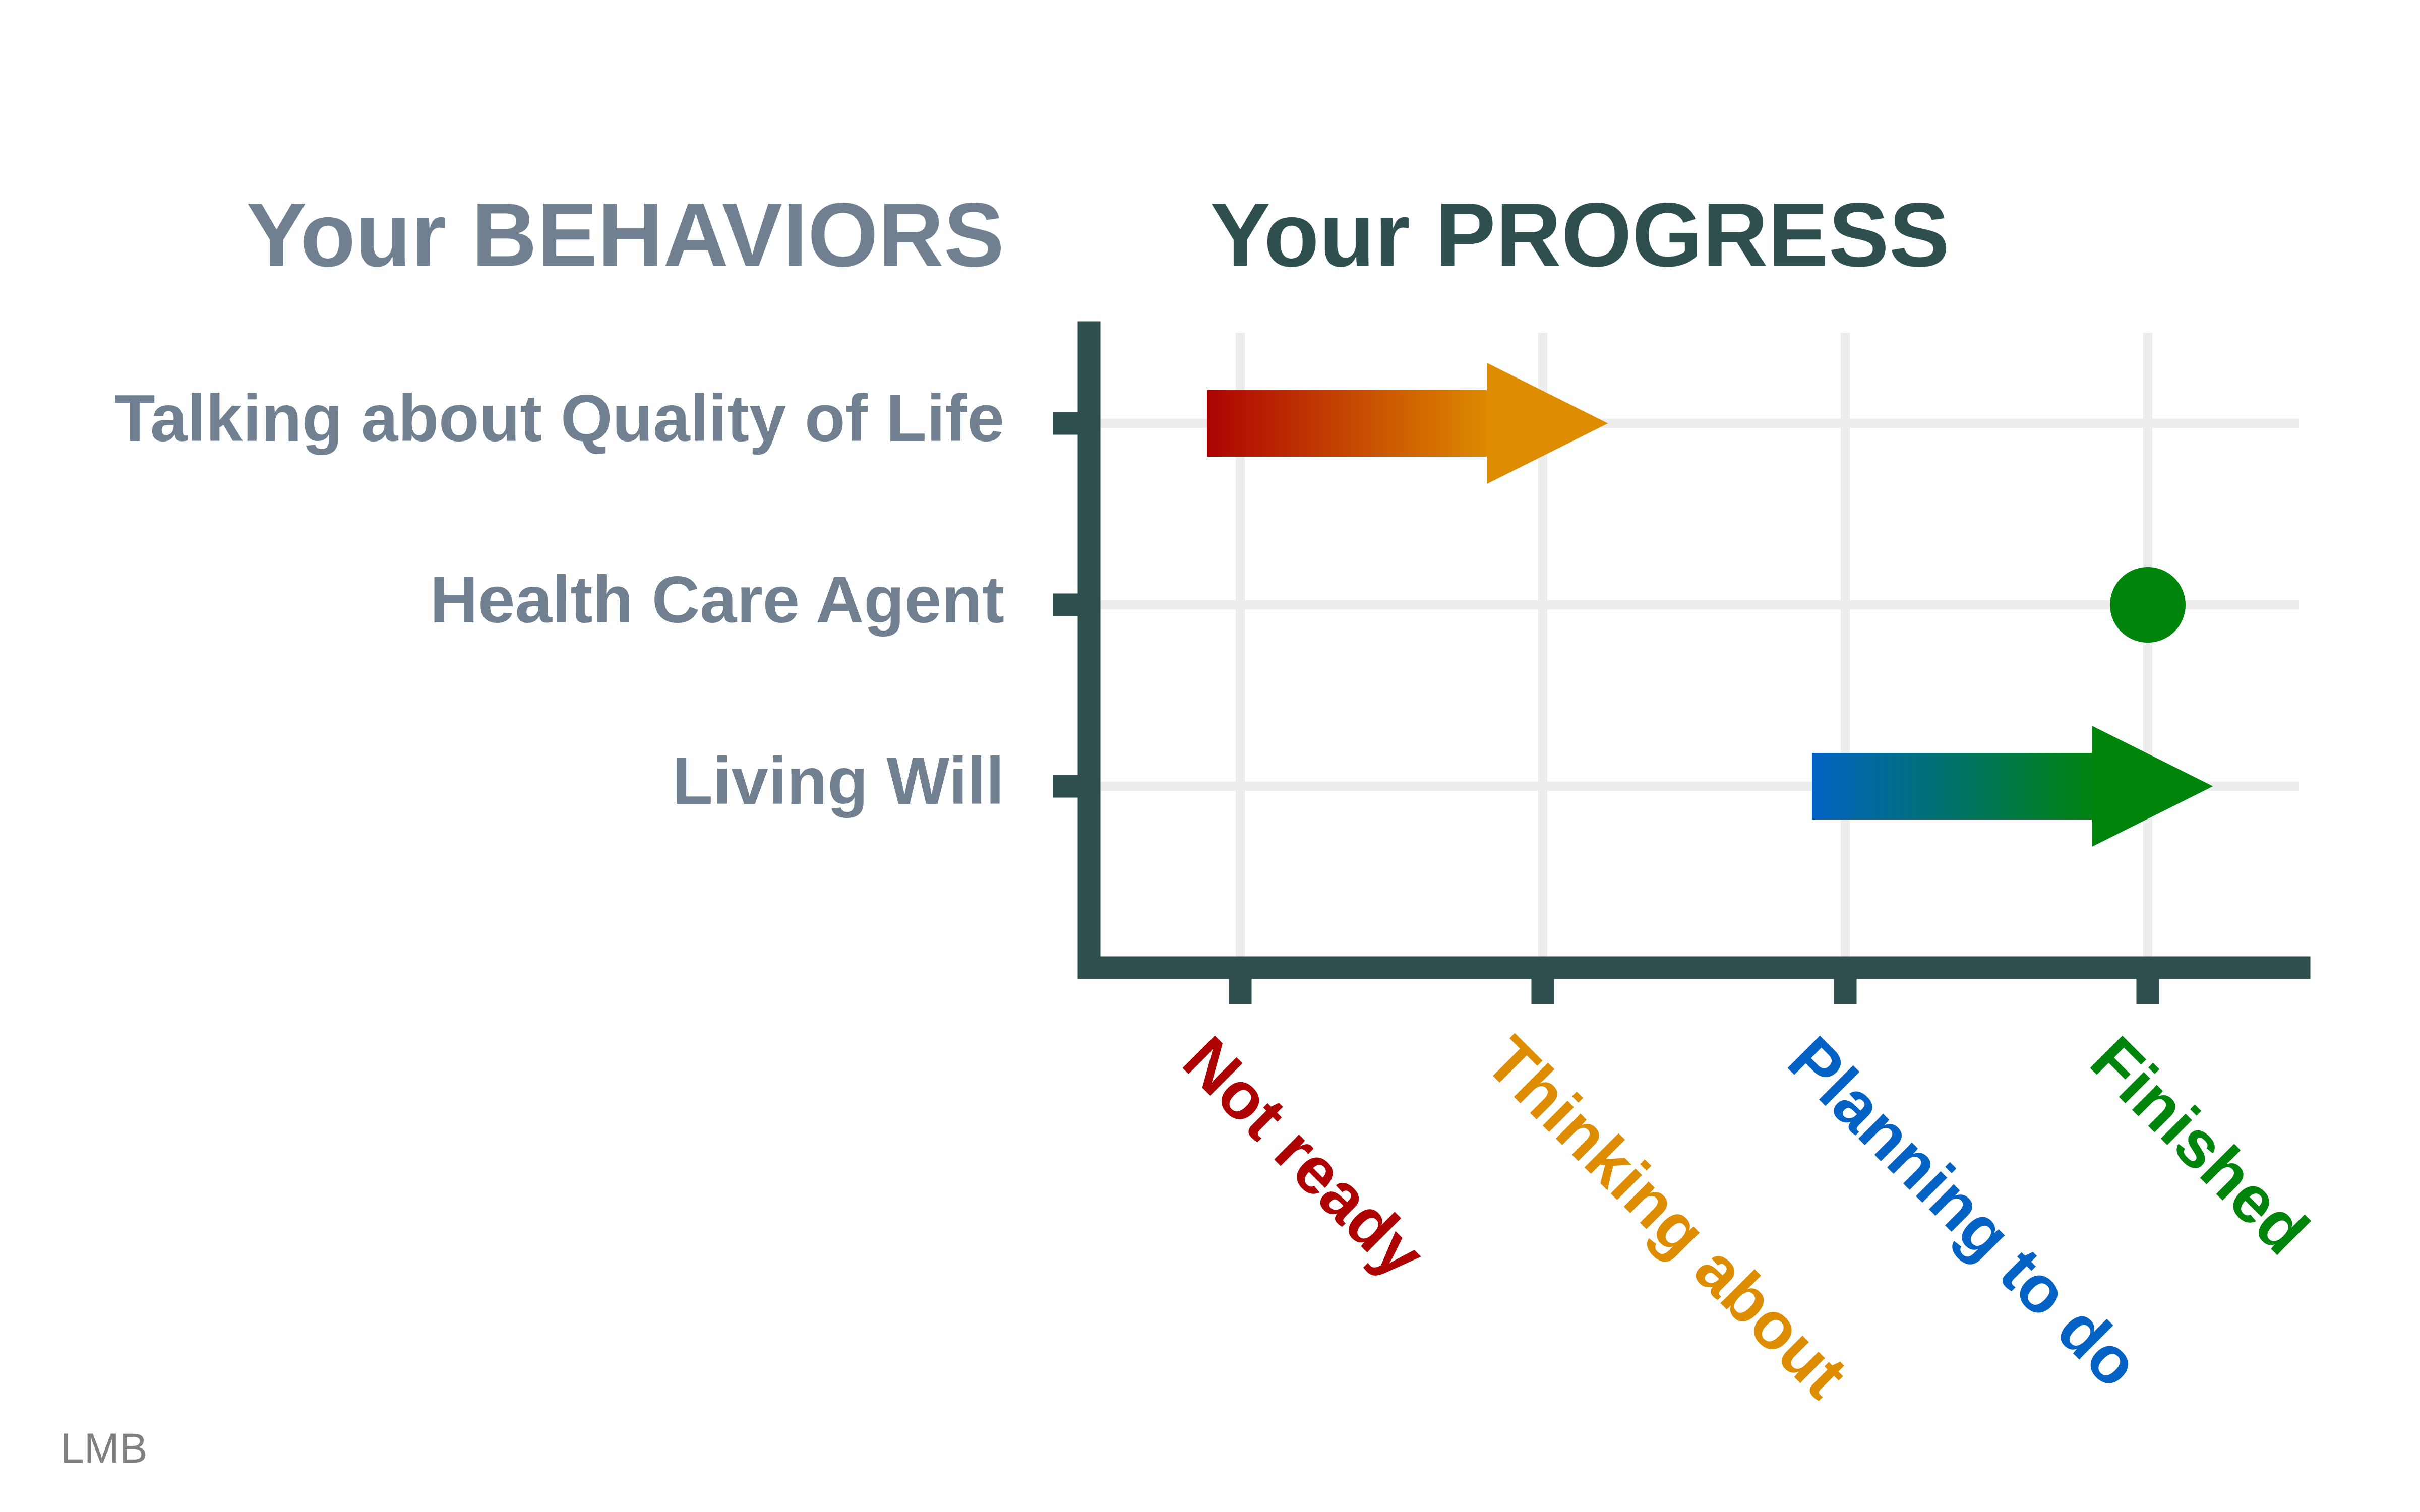 Your BEHAVIORS
Your PROGRESS
Talking about Quality of Life
Health Care Agent
Living Will
Not ready
Thinking about
Planning to do
Finished
LMB